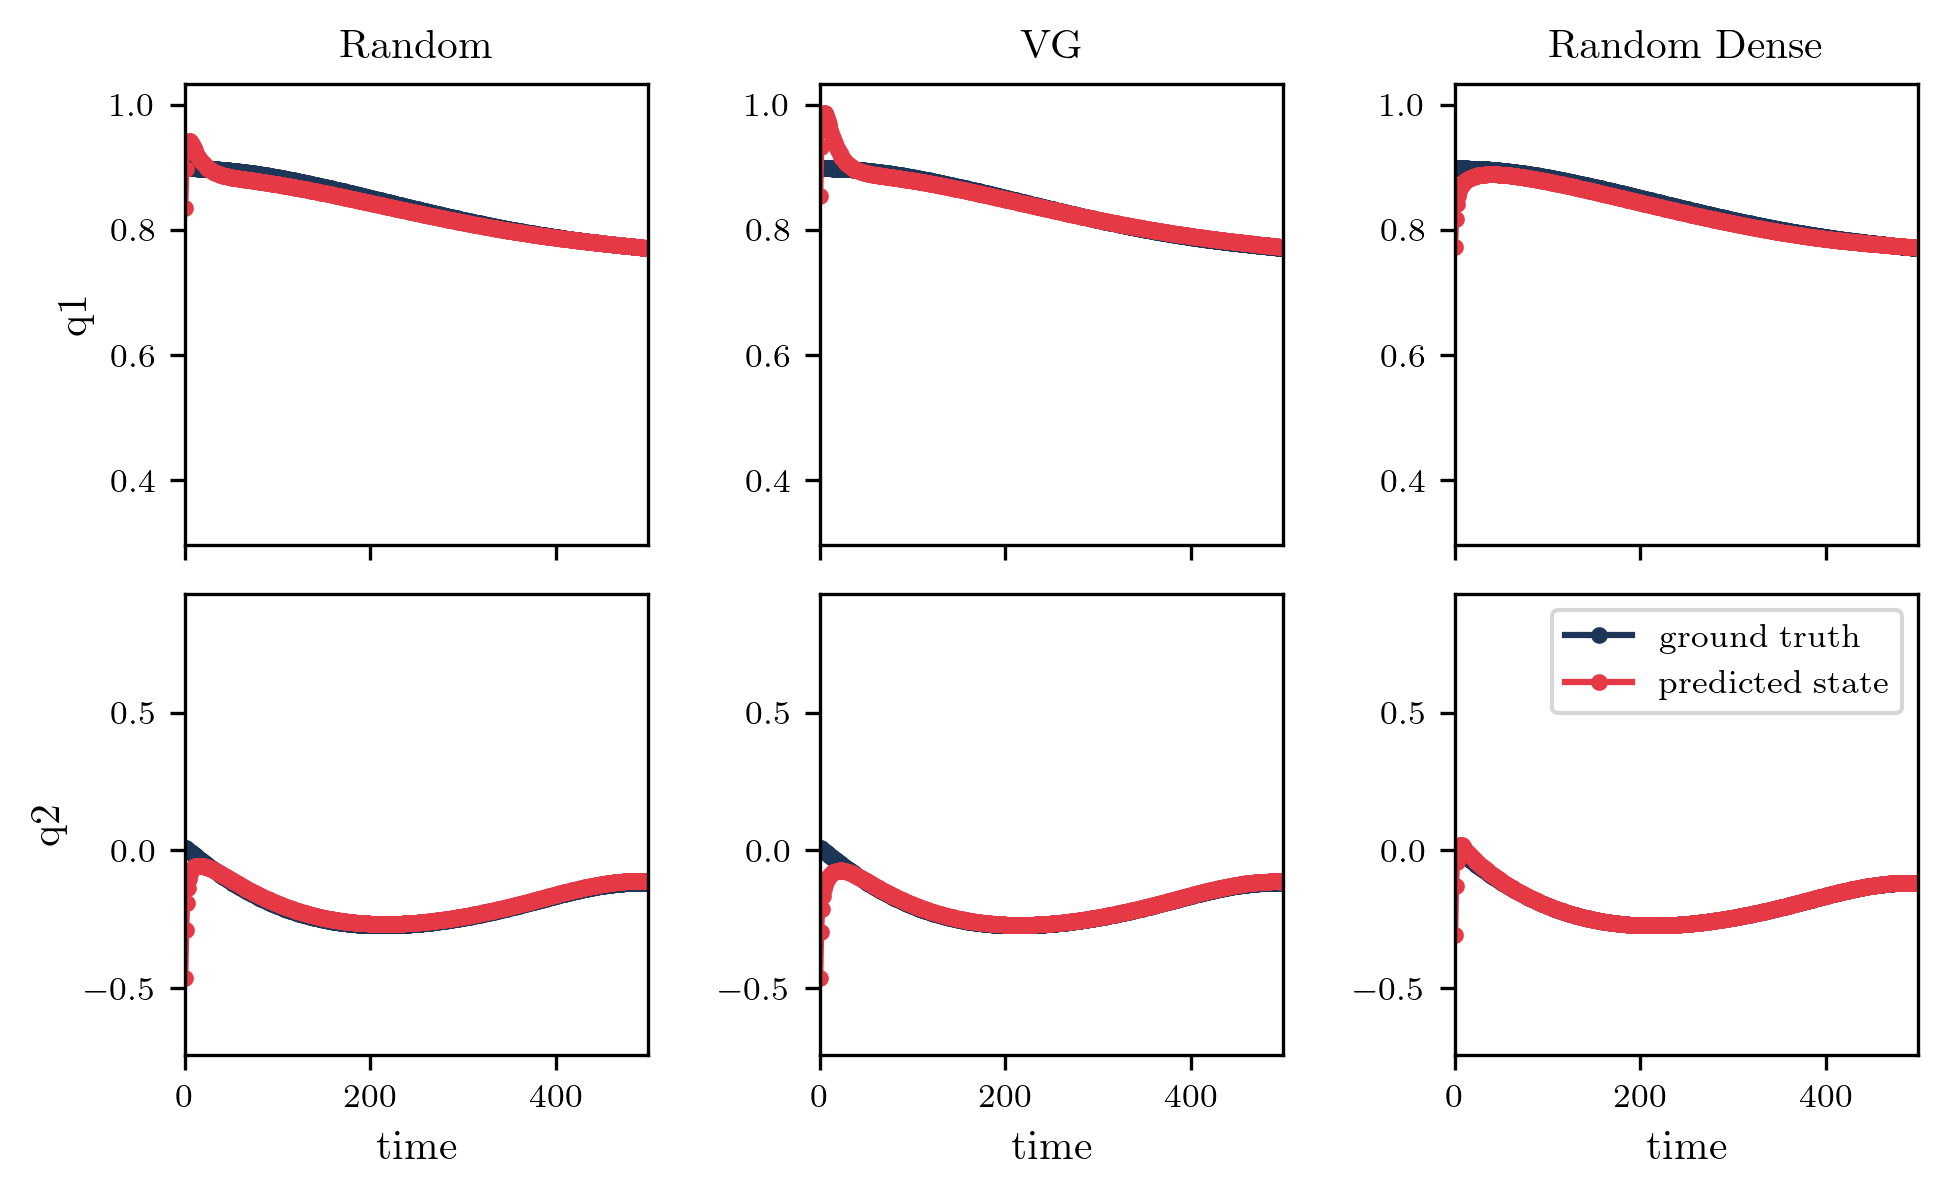 Random VG Random Dense
1.0 1.0 1.0
0.8 0.8 0.8
q1
0.6 0.6 0.6
0.4 0.4 0.4
ground truth
predicted state
0.5 0.5 0.5
q2
0.0 0.0 0.0
−0.5 −0.5 −0.5
0 200 400 0 200 400 0 200 400
time time time